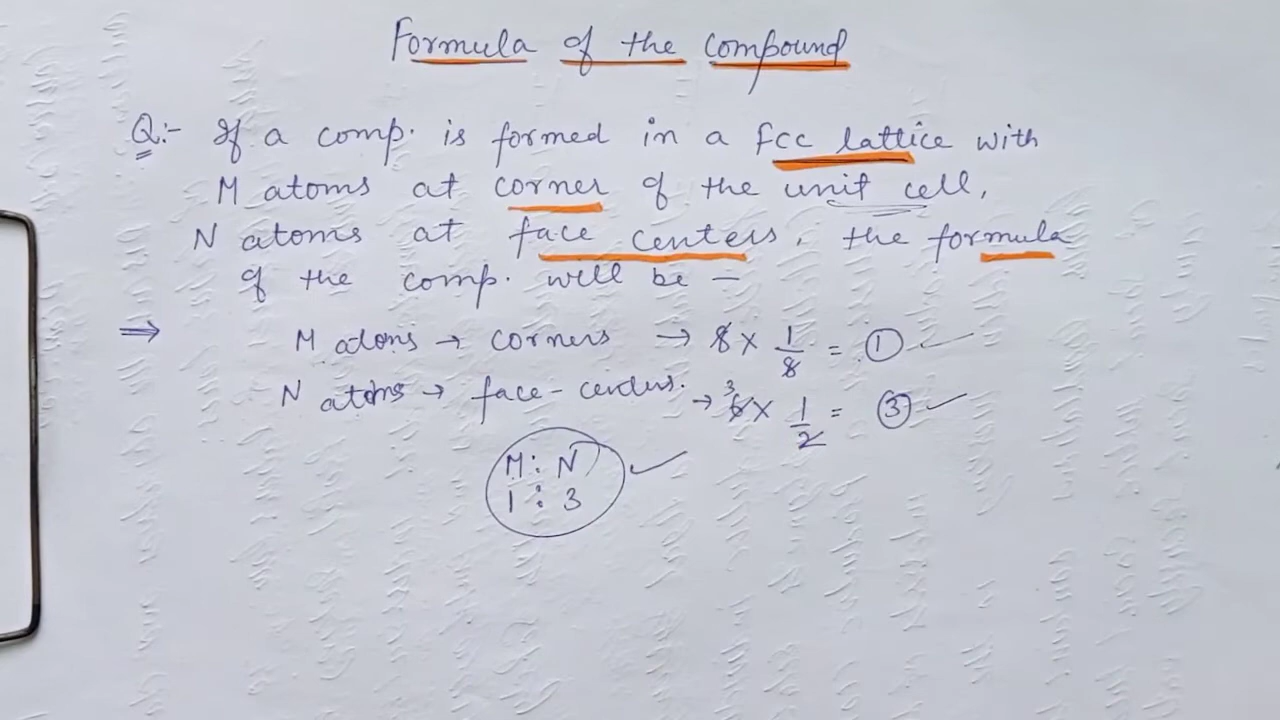 Formula of the compound
Q:- If a comp. is formed in a fcc lattice with
M atoms at corner of the unit cell,
N atoms at face centers, the formula
of the comp. will be –
⇒ M atoms → corners → 8 × 1/8 = 1
N atoms → face-centers. → 6 × 1/2 = 3
M : N
1 : 3